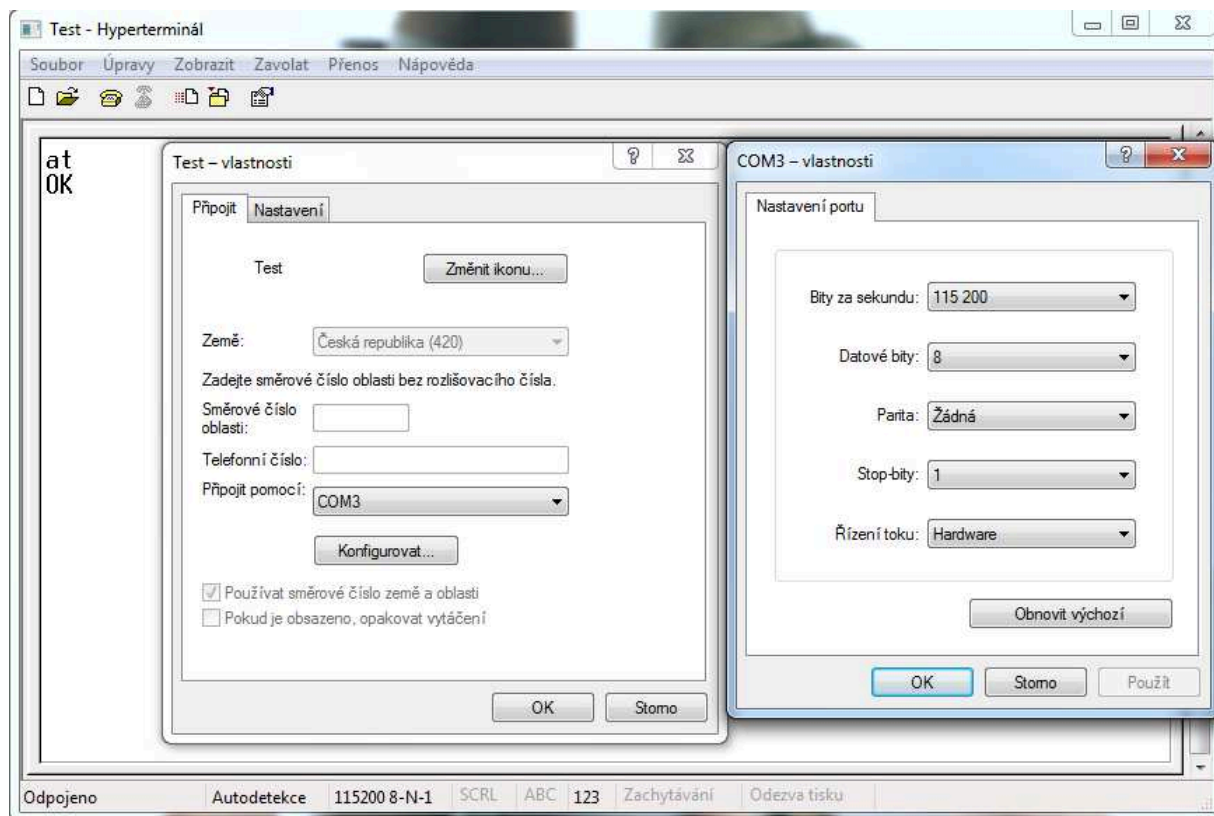 Test - Hyperterminál
Soubor Úpravy Zobrazit Zavolat Přenos Nápověda
at
OK
Test – vlastnosti
Připojit Nastavení
Test
Změnit ikonu...
Země: Česká republika (420)
Zadejte směrové číslo oblasti bez rozlišovacího čísla.
Směrové číslo
oblasti:
Telefonní číslo:
Připojit pomocí: COM3
Konfigurovat...
Používat směrové číslo země a oblasti
Pokud je obsazeno, opakovat vytáčení
OK Storno
COM3 – vlastnosti
Nastavení portu
Bity za sekundu: 115 200
Datové bity: 8
Parita: Žádná
Stop-bity: 1
Řízení toku: Hardware
Obnovit výchozí
OK Storno Použít
Odpojeno Autodetekce 115200 8-N-1 SCRL ABC 123 Zachytávání Odezva tisku